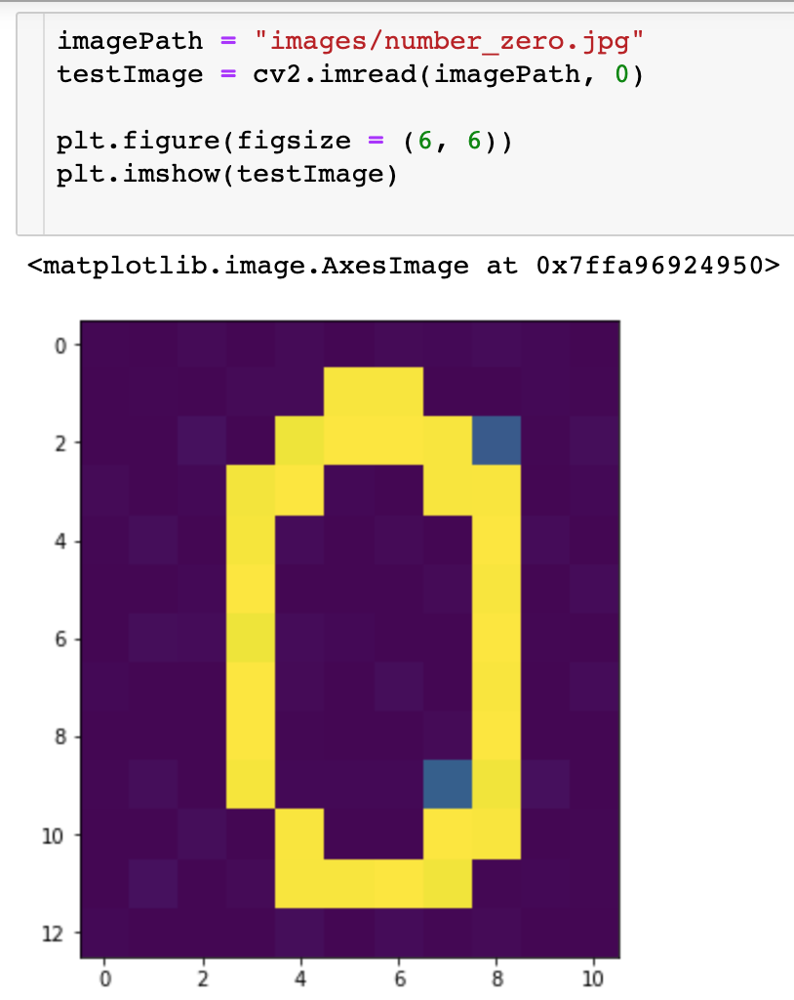 imagePath = "images/number_zero.jpg"
testImage = cv2.imread(imagePath, 0)
plt.figure(figsize = (6, 6))
plt.imshow(testImage)
<matplotlib.image.AxesImage at 0x7ffa96924950>
0
2
4
6
8
10
12
0 2 4 6 8 10